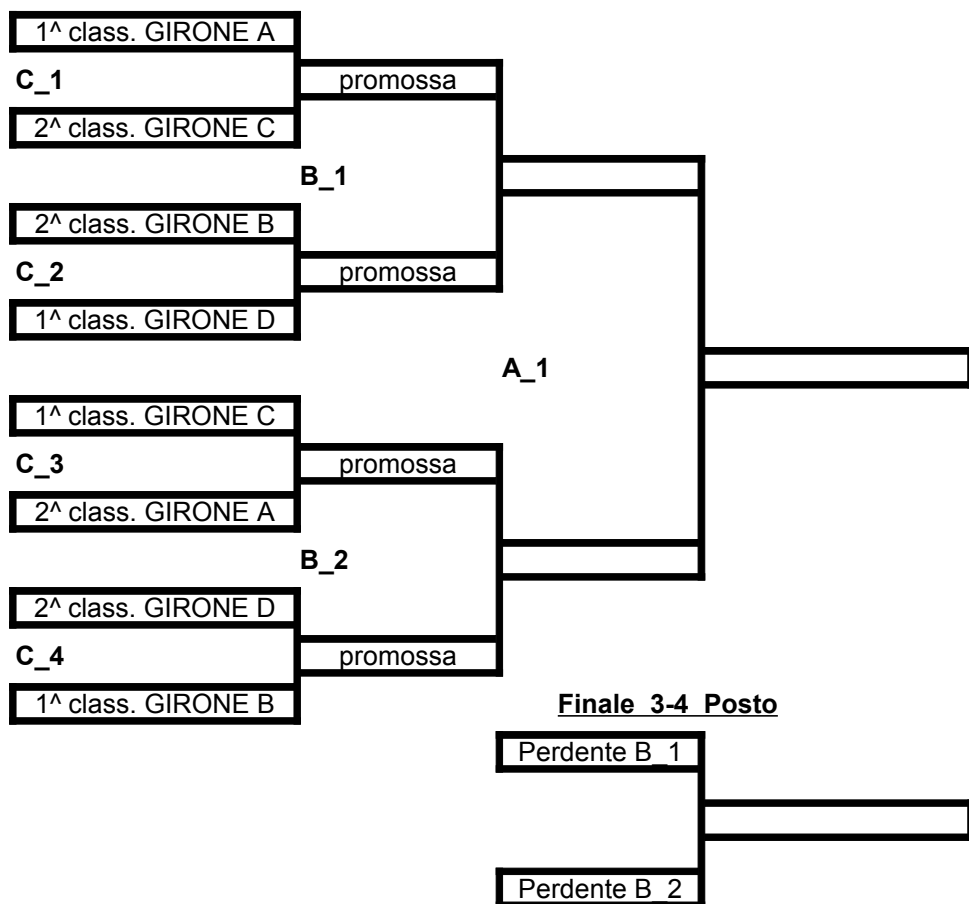 1^ class. GIRONE A
C_1
promossa
2^ class. GIRONE C
B_1
2^ class. GIRONE B
C_2
promossa
1^ class. GIRONE D
A_1
1^ class. GIRONE C
C_3
promossa
2^ class. GIRONE A
B_2
2^ class. GIRONE D
C_4
promossa
1^ class. GIRONE B
Finale 3-4 Posto
Perdente B_1
Perdente B_2